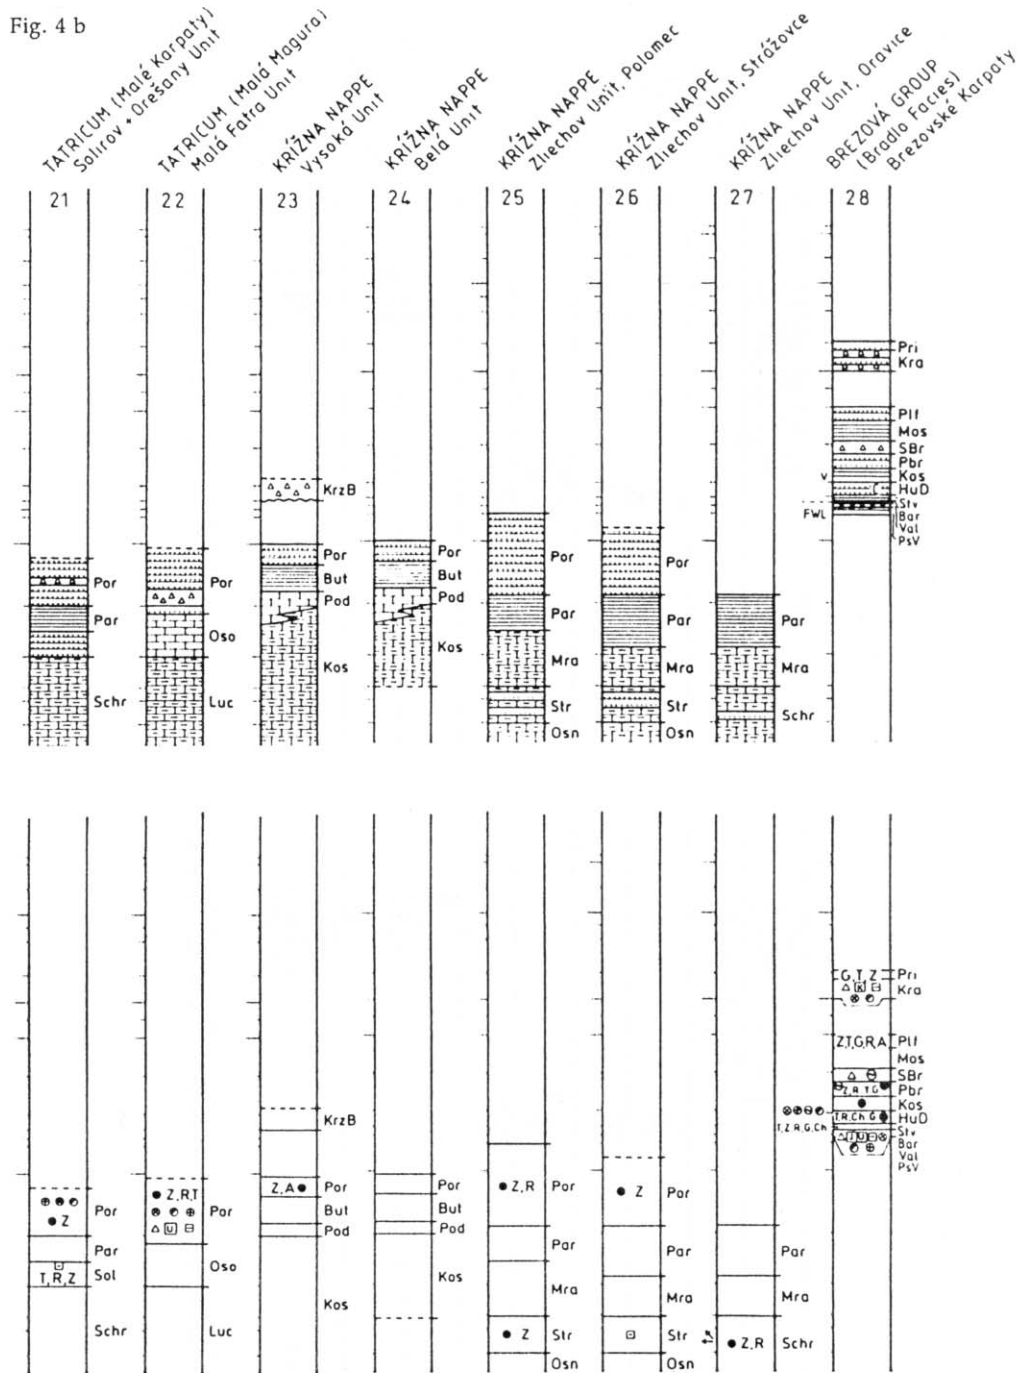 Fig. 4 b
TATRICUM (Malé Karpaty)
Solirov + Orešany Unit
TATRICUM (Malá Magura)
Malá Fatra Unit
KRÍŽNA NAPPE
Vysoká Unit
KRÍŽNA NAPPE
Belá Unit
KRÍŽNA NAPPE
Zliechov Unit, Polomec
KRÍŽNA NAPPE
Zliechov Unit, Strážovce
KRÍŽNA NAPPE
Zliechov Unit, Oravice
BREZOVÁ GROUP
(Bradlo Facies)
Brezovské Karpaty
21 22 23 24 25 26 27 28
Por
Par
Schr
Por
Oso
Luc
KrzB
Por
But
Pod
Kos
Por
But
Pod
Kos
Por
Par
Mra
Str
Osn
Por
Par
Mra
Str
Osn
Par
Mra
Schr
v
FWL
Pri
Kra
Plf
Mos
SBr
Pbr
Kos
HuD
Stv
Bar
Val
PsV
Z
T,R,Z
Por
Par
Sol
Schr
Z,R,T
U
Por
Oso
Luc
Z,A
KrzB
Por
But
Pod
Kos
Por
But
Pod
Kos
Z,R
Z
Por
Par
Mra
Str
Osn
Z
Por
Par
Mra
Str
Osn
Z,R
Par
Mra
Schr
T,Z,R,G,Ch
G,T,Z
K
Z,T,G,R,A
T,R,Ch G
U
Pri
Kra
Plf
Mos
SBr
Pbr
Kos
HuD
Stv
Bar
Val
PsV